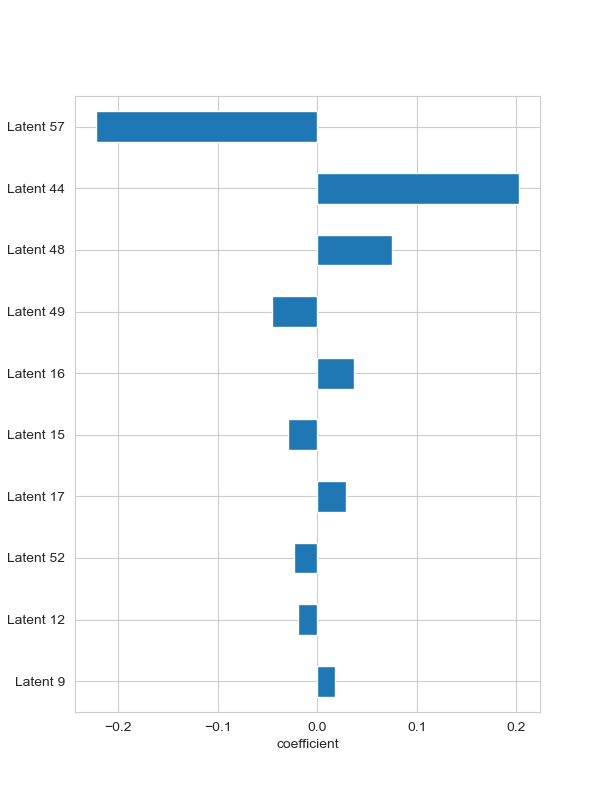 Latent 57
Latent 44
Latent 48
Latent 49
Latent 16
Latent 15
Latent 17
Latent 52
Latent 12
Latent 9
−0.2 −0.1 0.0 0.1 0.2
coefficient